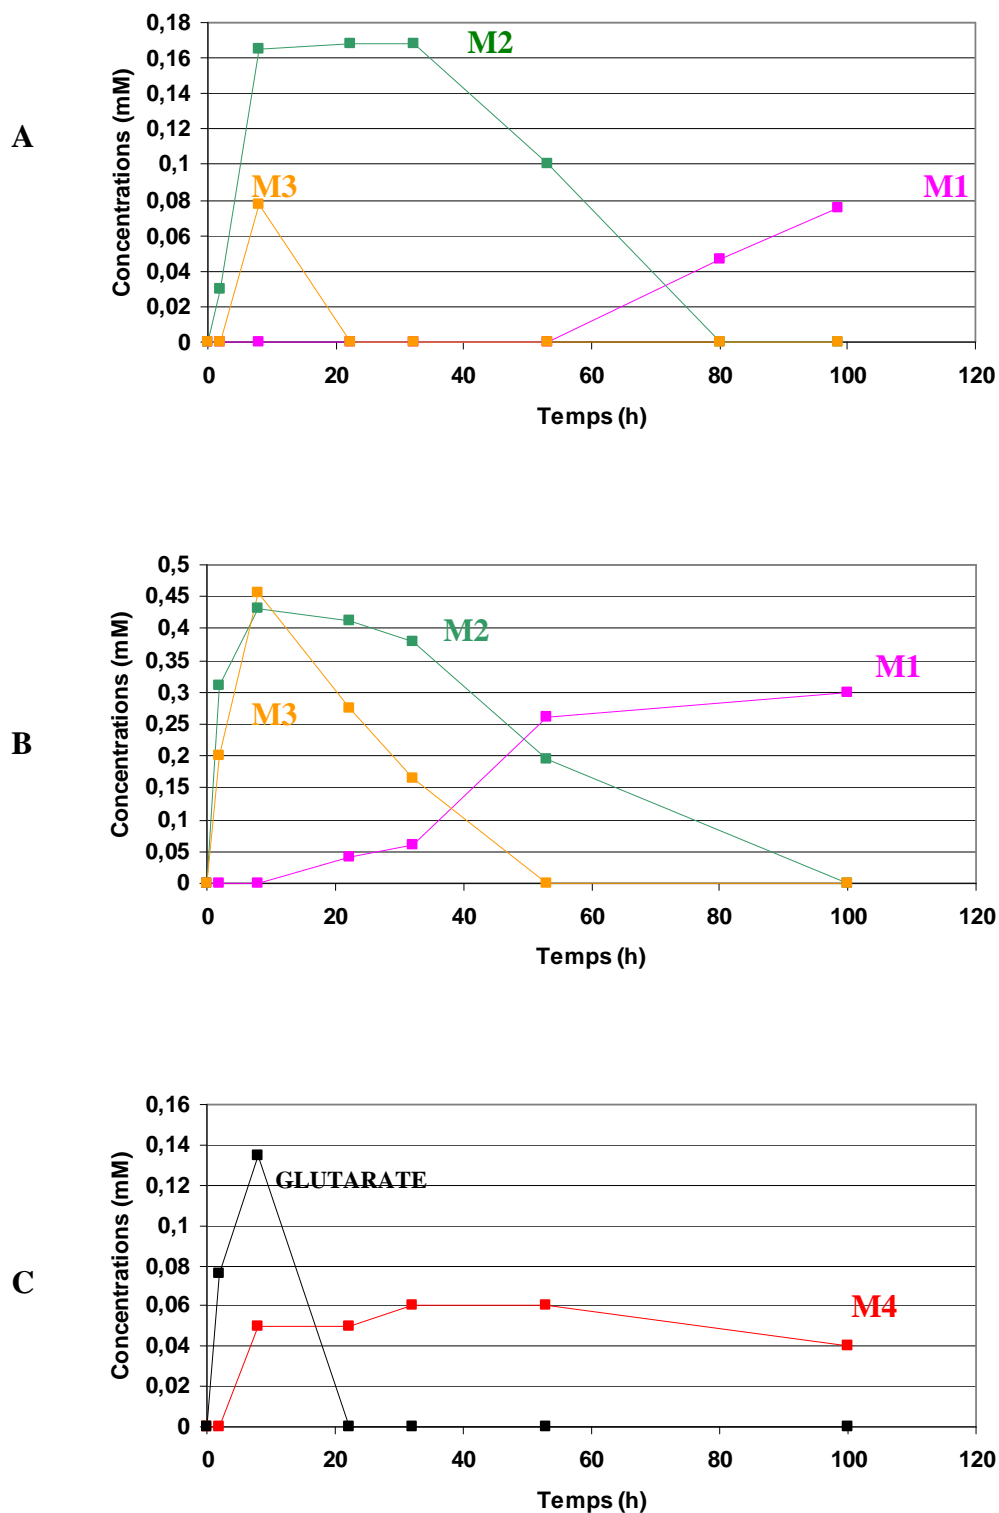 A
Concentrations (mM)
0,18
0,16
0,14
0,12
0,1
0,08
0,06
0,04
0,02
0
M2
M3
M1
0 20 40 60 80 100 120
Temps (h)
B
Concentrations (mM)
0,5
0,45
0,4
0,35
0,3
0,25
0,2
0,15
0,1
0,05
0
M2
M1
M3
0 20 40 60 80 100 120
Temps (h)
C
Concentrations (mM)
0,16
0,14
0,12
0,1
0,08
0,06
0,04
0,02
0
GLUTARATE
M4
0 20 40 60 80 100 120
Temps (h)